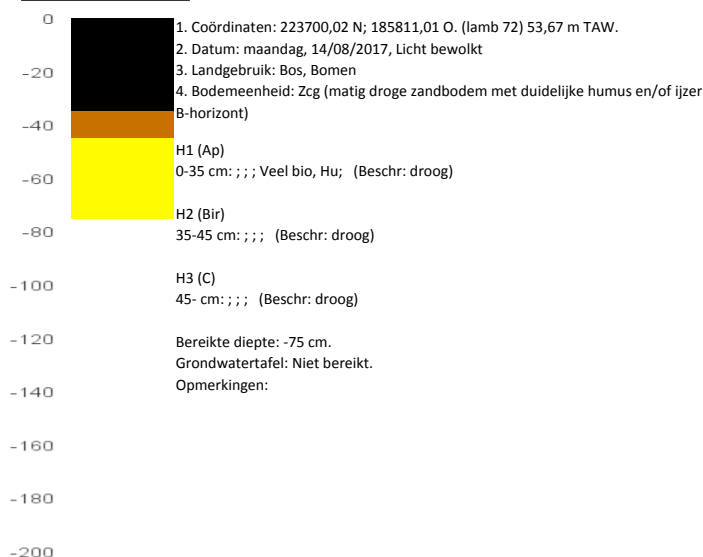 0
-20
-40
-60
-80
-100
-120
-140
-160
-180
-200
1. Coördinaten: 223700,02 N; 185811,01 O. (lamb 72) 53,67 m TAW.
2. Datum: maandag, 14/08/2017, Licht bewolkt
3. Landgebruik: Bos, Bomen
4. Bodemeenheid: Zcg (matig droge zandbodem met duidelijke humus en/of ijzer
B-horizont)
H1 (Ap)
0-35 cm: ; ; ; Veel bio, Hu; (Beschr: droog)
H2 (Bir)
35-45 cm: ; ; ; (Beschr: droog)
H3 (C)
45- cm: ; ; ; (Beschr: droog)
Bereikte diepte: -75 cm.
Grondwatertafel: Niet bereikt.
Opmerkingen: